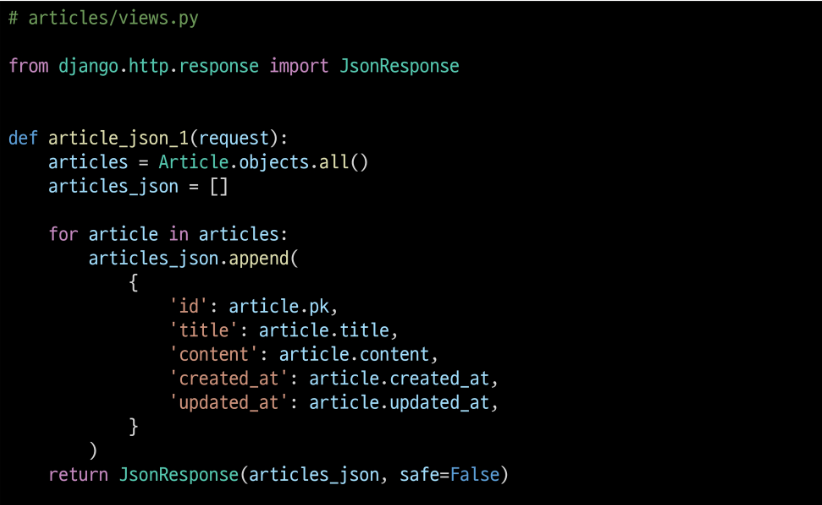 # articles/views.py
from django.http.response import JsonResponse
def article_json_1(request):
articles = Article.objects.all()
articles_json = []
for article in articles:
articles_json.append(
{
'id': article.pk,
'title': article.title,
'content': article.content,
'created_at': article.created_at,
'updated_at': article.updated_at,
}
)
return JsonResponse(articles_json, safe=False)